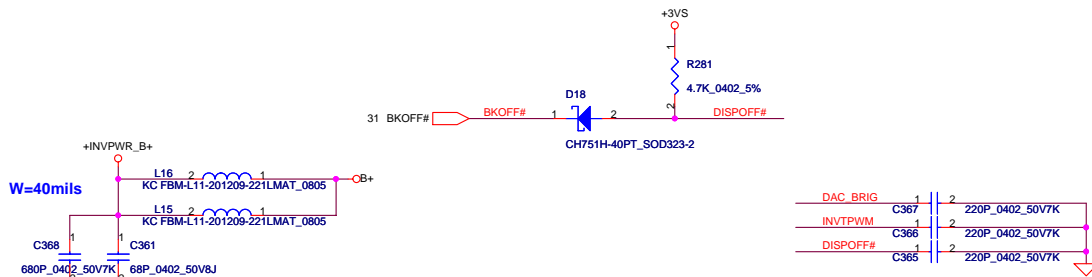 +3VS
1
R281
4.7K_0402_5%
2
D18
31 BKOFF# BKOFF# 1 2 DISPOFF#
CH751H-40PT_SOD323-2
+INVPWR_B+
L16
2 1 B+
KC FBM-L11-201209-221LMAT_0805
W=40mils
L15
2 1
KC FBM-L11-201209-221LMAT_0805
1 1
C368 C361
680P_0402_50V7K 68P_0402_50V8J
2 2
DAC_BRIG 1 2
C367 220P_0402_50V7K
INVTPWM 1 2
C366 220P_0402_50V7K
DISPOFF# 1 2
C365 220P_0402_50V7K